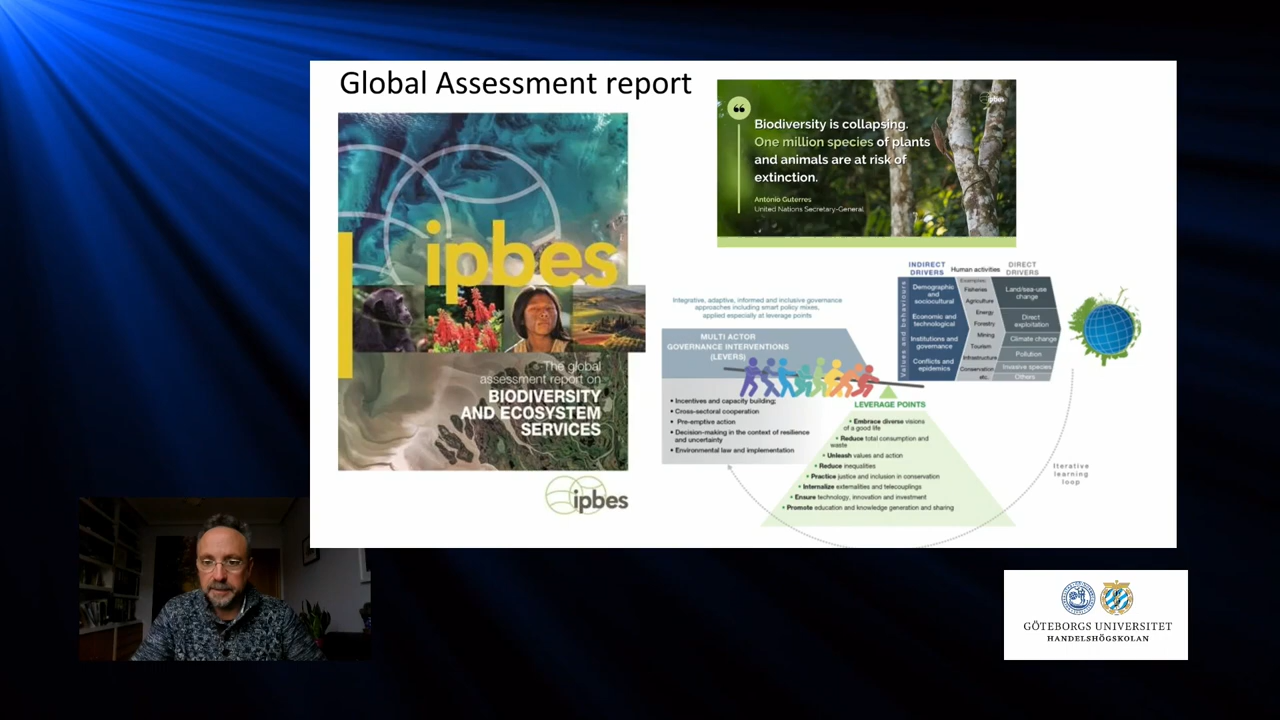 Global Assessment report
ipbes
The global
assessment report on
BIODIVERSITY
AND ECOSYSTEM
SERVICES
ipbes
ipbes
Biodiversity is collapsing.
One million species of plants
and animals are at risk of
extinction.
António Guterres
United Nations Secretary-General
Integrative, adaptive, informed and inclusive governance
approaches including smart policy mixes,
applied especially at leverage points
MULTI ACTOR
GOVERNANCE INTERVENTIONS
(LEVERS)
• Incentives and capacity building;
• Cross-sectoral cooperation
• Pre-emptive action
• Decision-making in the context of resilience
and uncertainty
• Environmental law and implementation
INDIRECT
DRIVERS
Values and behaviours
Demographic
and
sociocultural
Economic and
technological
Institutions and
governance
Conflicts and
epidemics
Human activities
Examples:
Fisheries
Agriculture
Energy
Forestry
Mining
Tourism
Infrastructure
Conservation
etc.
DIRECT
DRIVERS
Land/sea-use
change
Direct
exploitation
Climate change
Pollution
Invasive species
Others
LEVERAGE POINTS
• Embrace diverse visions
of a good life
• Reduce total consumption and
waste
• Unleash values and action
• Reduce inequalities
• Practice justice and inclusion in conservation
• Internalize externalities and telecouplings
• Ensure technology, innovation and investment
• Promote education and knowledge generation and sharing
Iterative
learning
loop
GÖTEBORGS UNIVERSITET
HANDELSHÖGSKOLAN